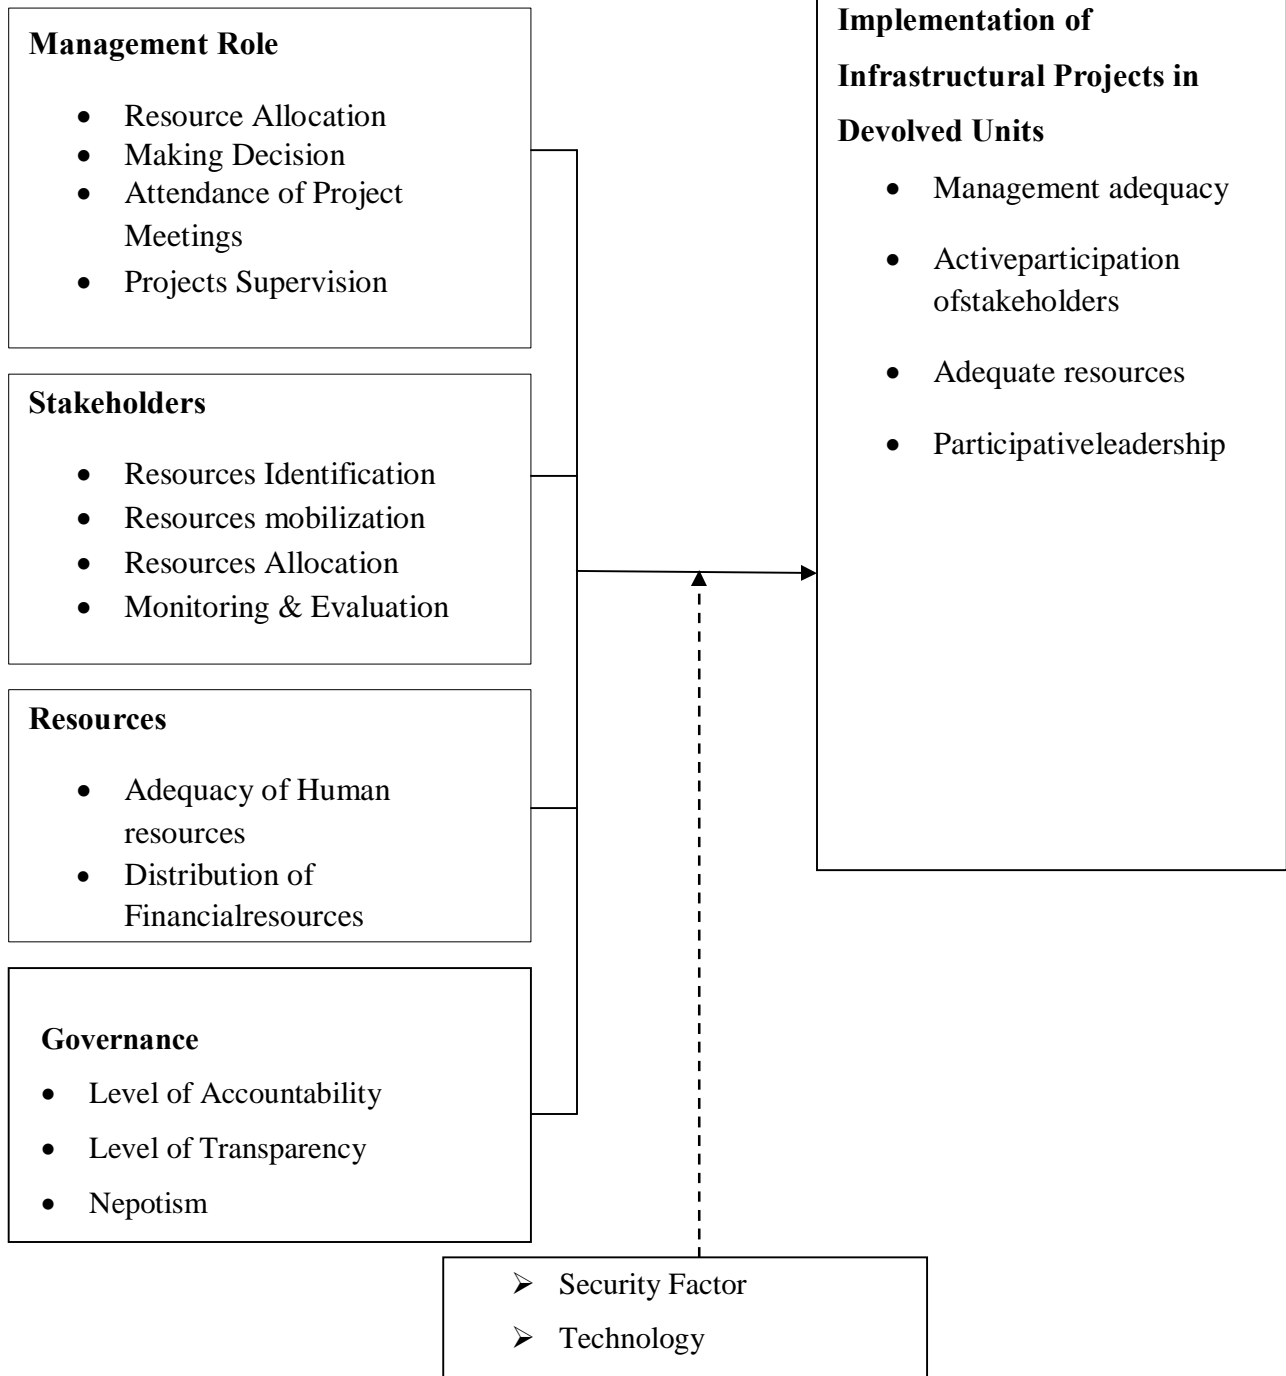 Management Role
• Resource Allocation
• Making Decision
• Attendance of Project
Meetings
• Projects Supervision
Stakeholders
• Resources Identification
• Resources mobilization
• Resources Allocation
• Monitoring & Evaluation
Resources
• Adequacy of Human
resources
• Distribution of
Financialresources
Governance
• Level of Accountability
• Level of Transparency
• Nepotism
Implementation of
Infrastructural Projects in
Devolved Units
• Management adequacy
• Activeparticipation
ofstakeholders
• Adequate resources
• Participativeleadership
➢ Security Factor
➢ Technology